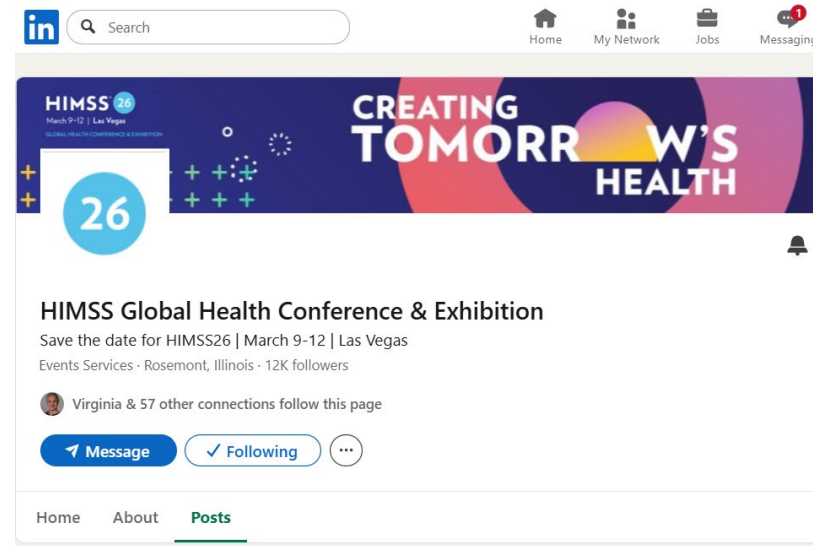 in Search
Home My Network Jobs 1 Messaging
HIMSS 26
March 9-12 | Las Vegas
GLOBAL HEALTH CONFERENCE & EXHIBITION
CREATING
TOMORROW'S
HEALTH
26
HIMSS Global Health Conference & Exhibition
Save the date for HIMSS26 | March 9-12 | Las Vegas
Events Services · Rosemont, Illinois · 12K followers
Virginia & 57 other connections follow this page
Message Following ...
Home About Posts